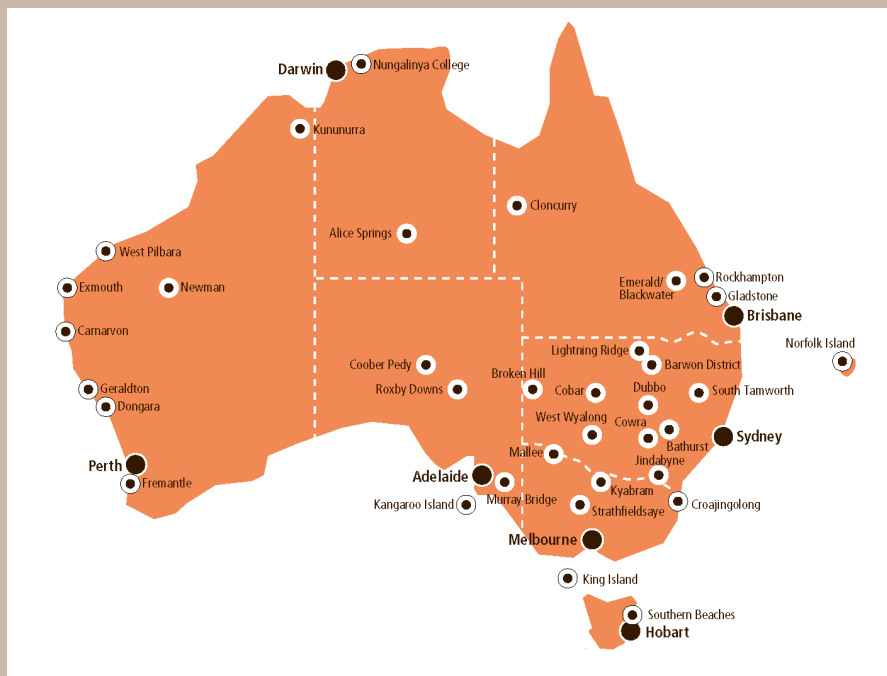 Darwin
Nungalinya College
Kununurra
Cloncurry
Alice Springs
West Pilbara
Exmouth
Newman
Emerald/
Blackwater
Rockhampton
Gladstone
Brisbane
Carnarvon
Norfolk Island
Lightning Ridge
Barwon District
Coober Pedy
Broken Hill
Geraldton
Roxby Downs
Cobar
Dubbo
South Tamworth
Dongara
West Wyalong
Cowra
Sydney
Bathurst
Mallee
Jindabyne
Perth
Adelaide
Fremantle
Kyabram
Kangaroo Island
Murray Bridge
Croajingolong
Strathfieldsaye
Melbourne
King Island
Southern Beaches
Hobart